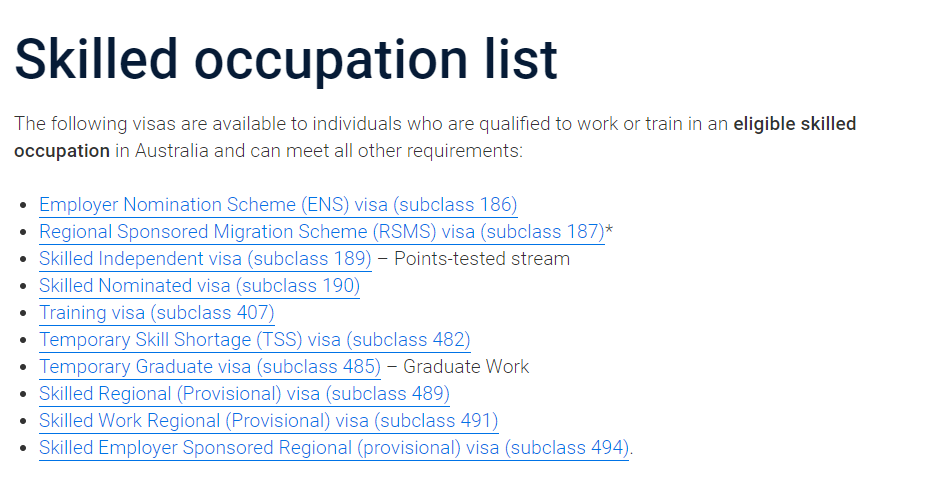 Skilled occupation list
The following visas are available to individuals who are qualified to work or train in an eligible skilled
occupation in Australia and can meet all other requirements:
• Employer Nomination Scheme (ENS) visa (subclass 186)
• Regional Sponsored Migration Scheme (RSMS) visa (subclass 187)*
• Skilled Independent visa (subclass 189) – Points-tested stream
• Skilled Nominated visa (subclass 190)
• Training visa (subclass 407)
• Temporary Skill Shortage (TSS) visa (subclass 482)
• Temporary Graduate visa (subclass 485) – Graduate Work
• Skilled Regional (Provisional) visa (subclass 489)
• Skilled Work Regional (Provisional) visa (subclass 491)
• Skilled Employer Sponsored Regional (provisional) visa (subclass 494).